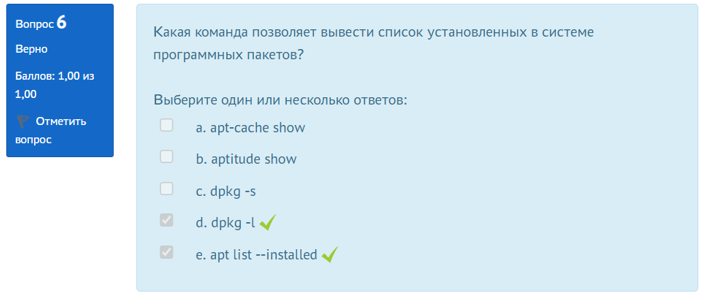 Вопрос 6
Верно
Баллов: 1,00 из
1,00
Отметить
вопрос
Какая команда позволяет вывести список установленных в системе
программных пакетов?
Выберите один или несколько ответов:
a. apt-cache show
b. aptitude show
c. dpkg -s
d. dpkg -l
e. apt list --installed